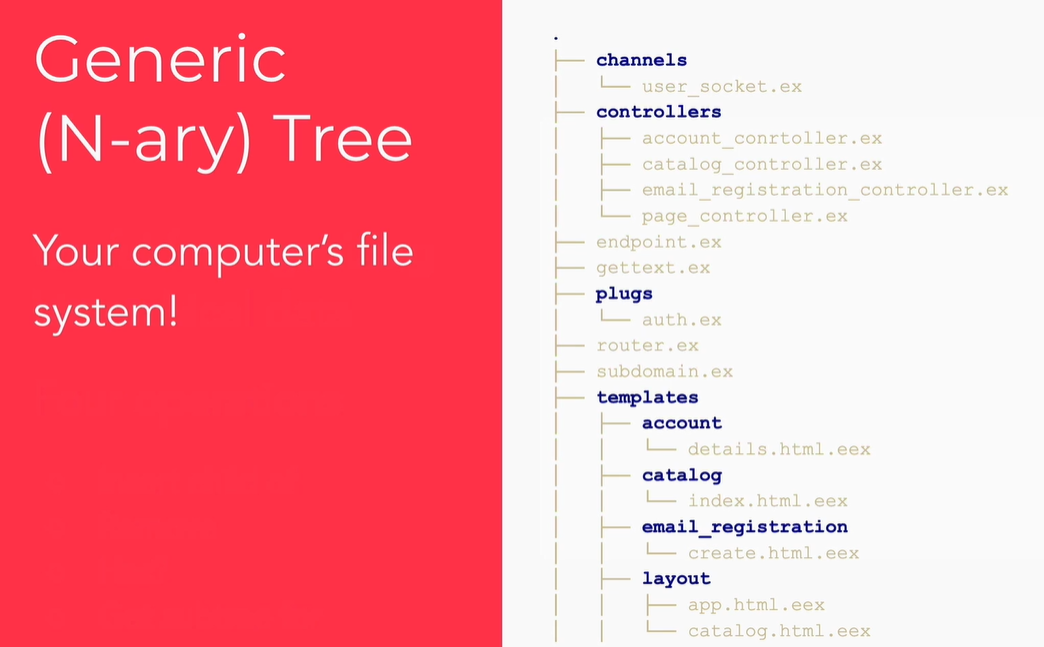 Generic
(N-ary) Tree
Your computer’s file
system!
.
├── channels
│   └── user_socket.ex
├── controllers
│   ├── account_conrtoller.ex
│   ├── catalog_controller.ex
│   ├── email_registration_controller.ex
│   └── page_controller.ex
├── endpoint.ex
├── gettext.ex
├── plugs
│   └── auth.ex
├── router.ex
├── subdomain.ex
├── templates
│   ├── account
│   │   └── details.html.eex
│   ├── catalog
│   │   └── index.html.eex
│   ├── email_registration
│   │   └── create.html.eex
│   ├── layout
│   │   ├── app.html.eex
│   │   └── catalog.html.eex